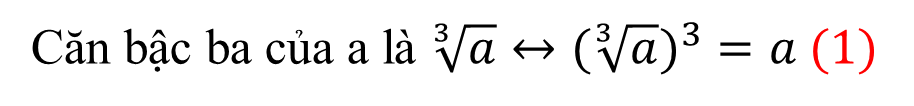 Căn bậc ba của a là ∛a ↔ (∛a)³ = a (1)